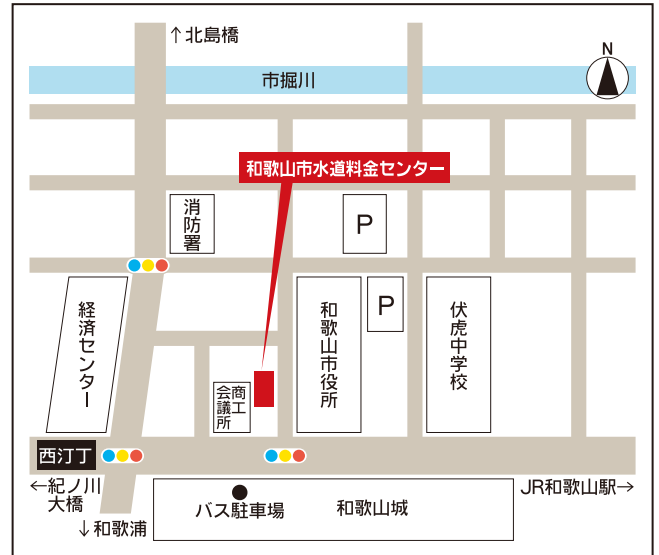 ↑北島橋
N
市掘川
和歌山市水道料金センター
消防署
P
経済センター
P
和歌山市役所
伏虎中学校
商工
会議所
西汀丁
←紀ノ川
大橋
JR和歌山駅→
バス駐車場
和歌山城
↓和歌浦